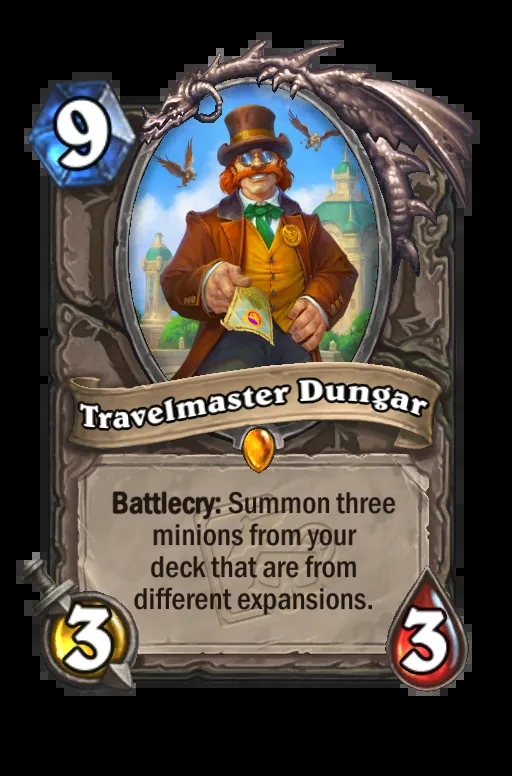 9
Travelmaster Dungar
Battlecry: Summon three
minions from your
deck that are from
different expansions.
3
3